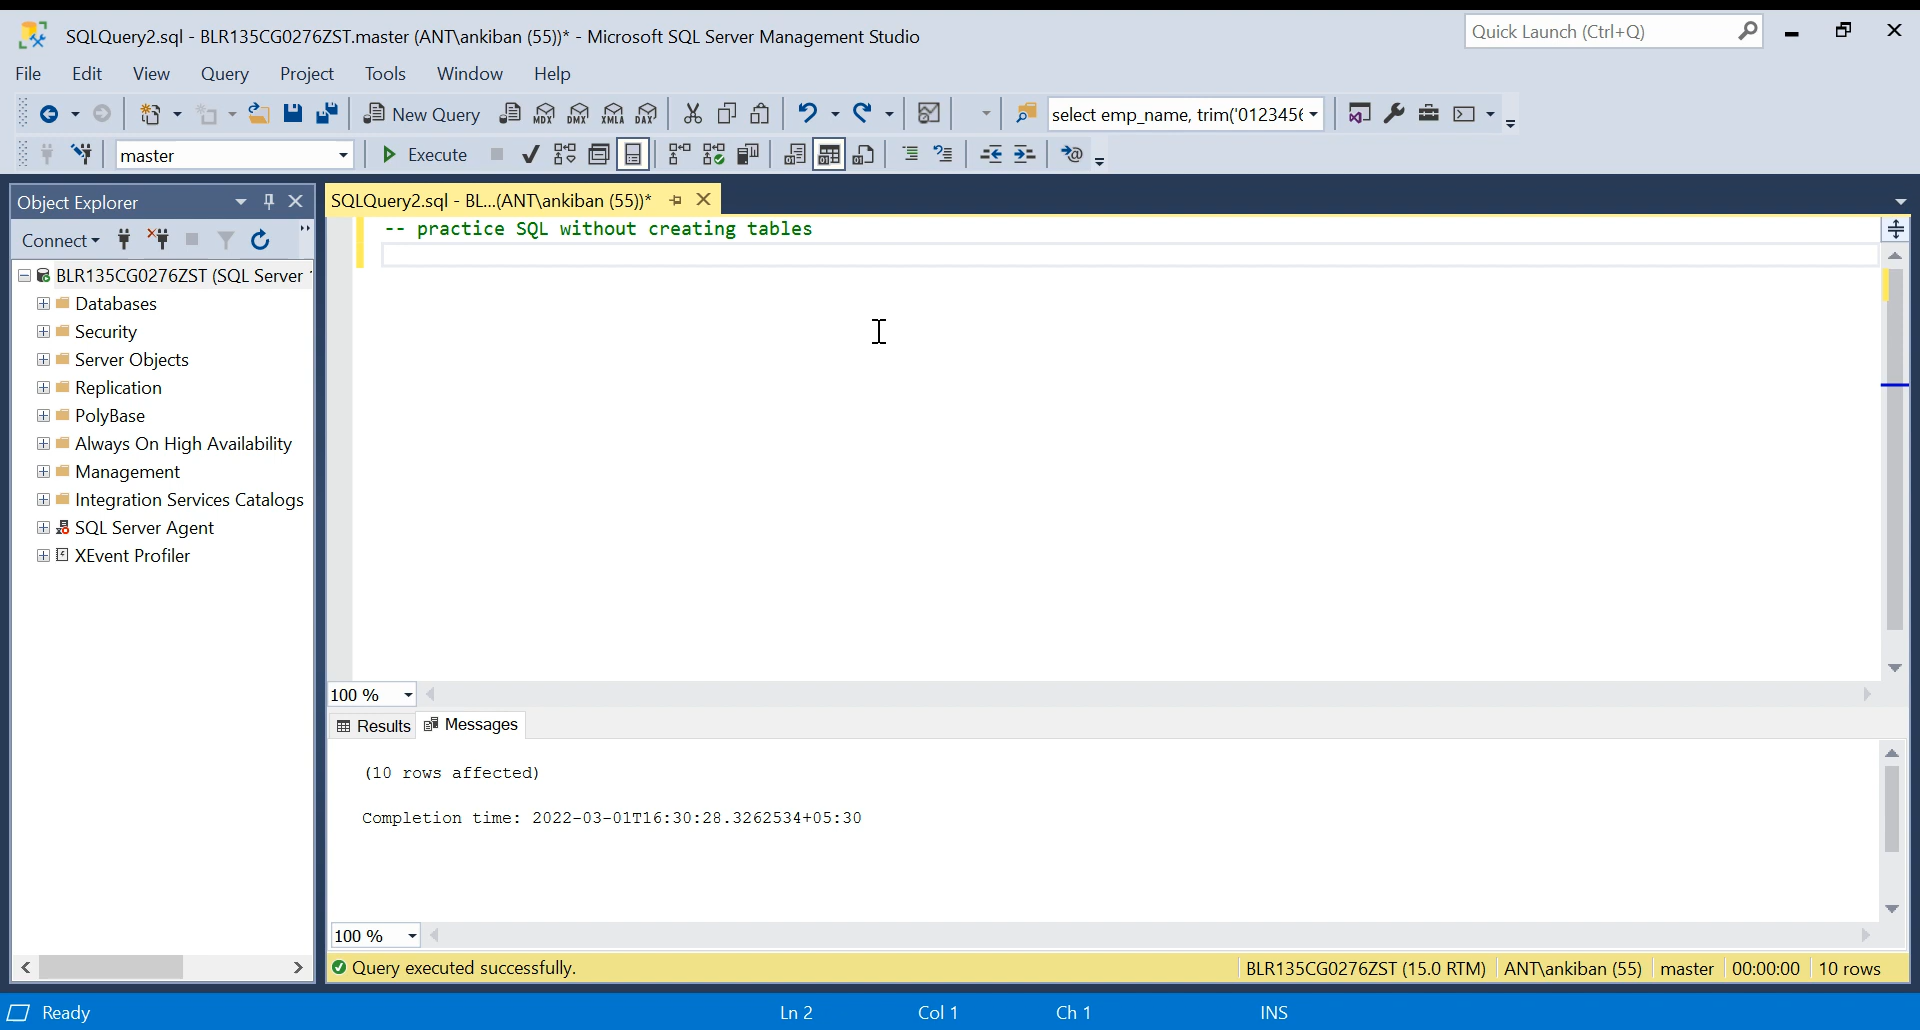 SQLQuery2.sql - BLR135CG0276ZST.master (ANT\ankiban (55))* - Microsoft SQL Server Management Studio
Quick Launch (Ctrl+Q)
File Edit View Query Project Tools Window Help
New Query MDX DMX XMLA DAX select emp_name, trim('0123456
master Execute
Object Explorer
SQLQuery2.sql - BL...(ANT\ankiban (55))*
Connect
-- practice SQL without creating tables
BLR135CG0276ZST (SQL Server
Databases
Security
Server Objects
Replication
PolyBase
Always On High Availability
Management
Integration Services Catalogs
SQL Server Agent
XEvent Profiler
100 %
Results Messages
(10 rows affected)
Completion time: 2022-03-01T16:30:28.3262534+05:30
100 %
Query executed successfully. BLR135CG0276ZST (15.0 RTM) ANT\ankiban (55) master 00:00:00 10 rows
Ready Ln 2 Col 1 Ch 1 INS